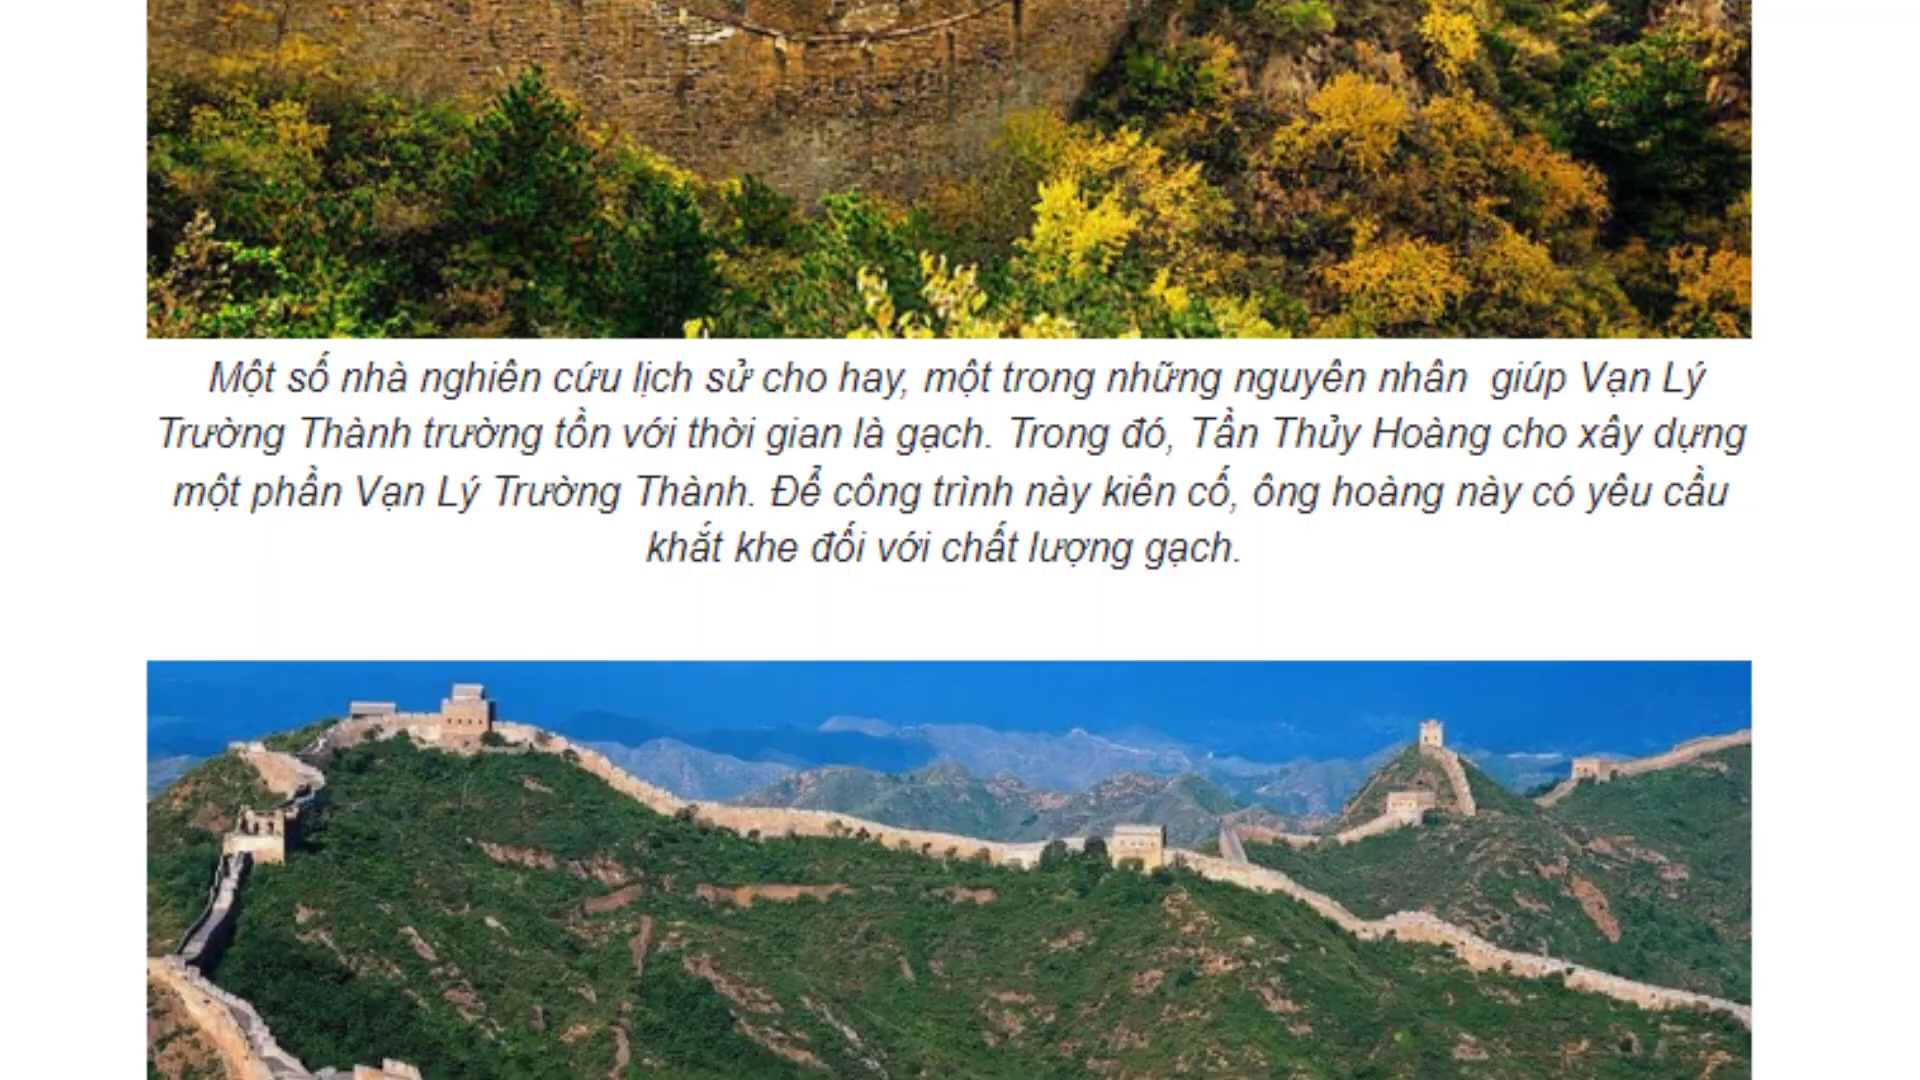 Một số nhà nghiên cứu lịch sử cho hay, một trong những nguyên nhân  giúp Vạn Lý
Trường Thành trường tồn với thời gian là gạch. Trong đó, Tần Thủy Hoàng cho xây dựng
một phần Vạn Lý Trường Thành. Để công trình này kiên cố, ông hoàng này có yêu cầu
khắt khe đối với chất lượng gạch.